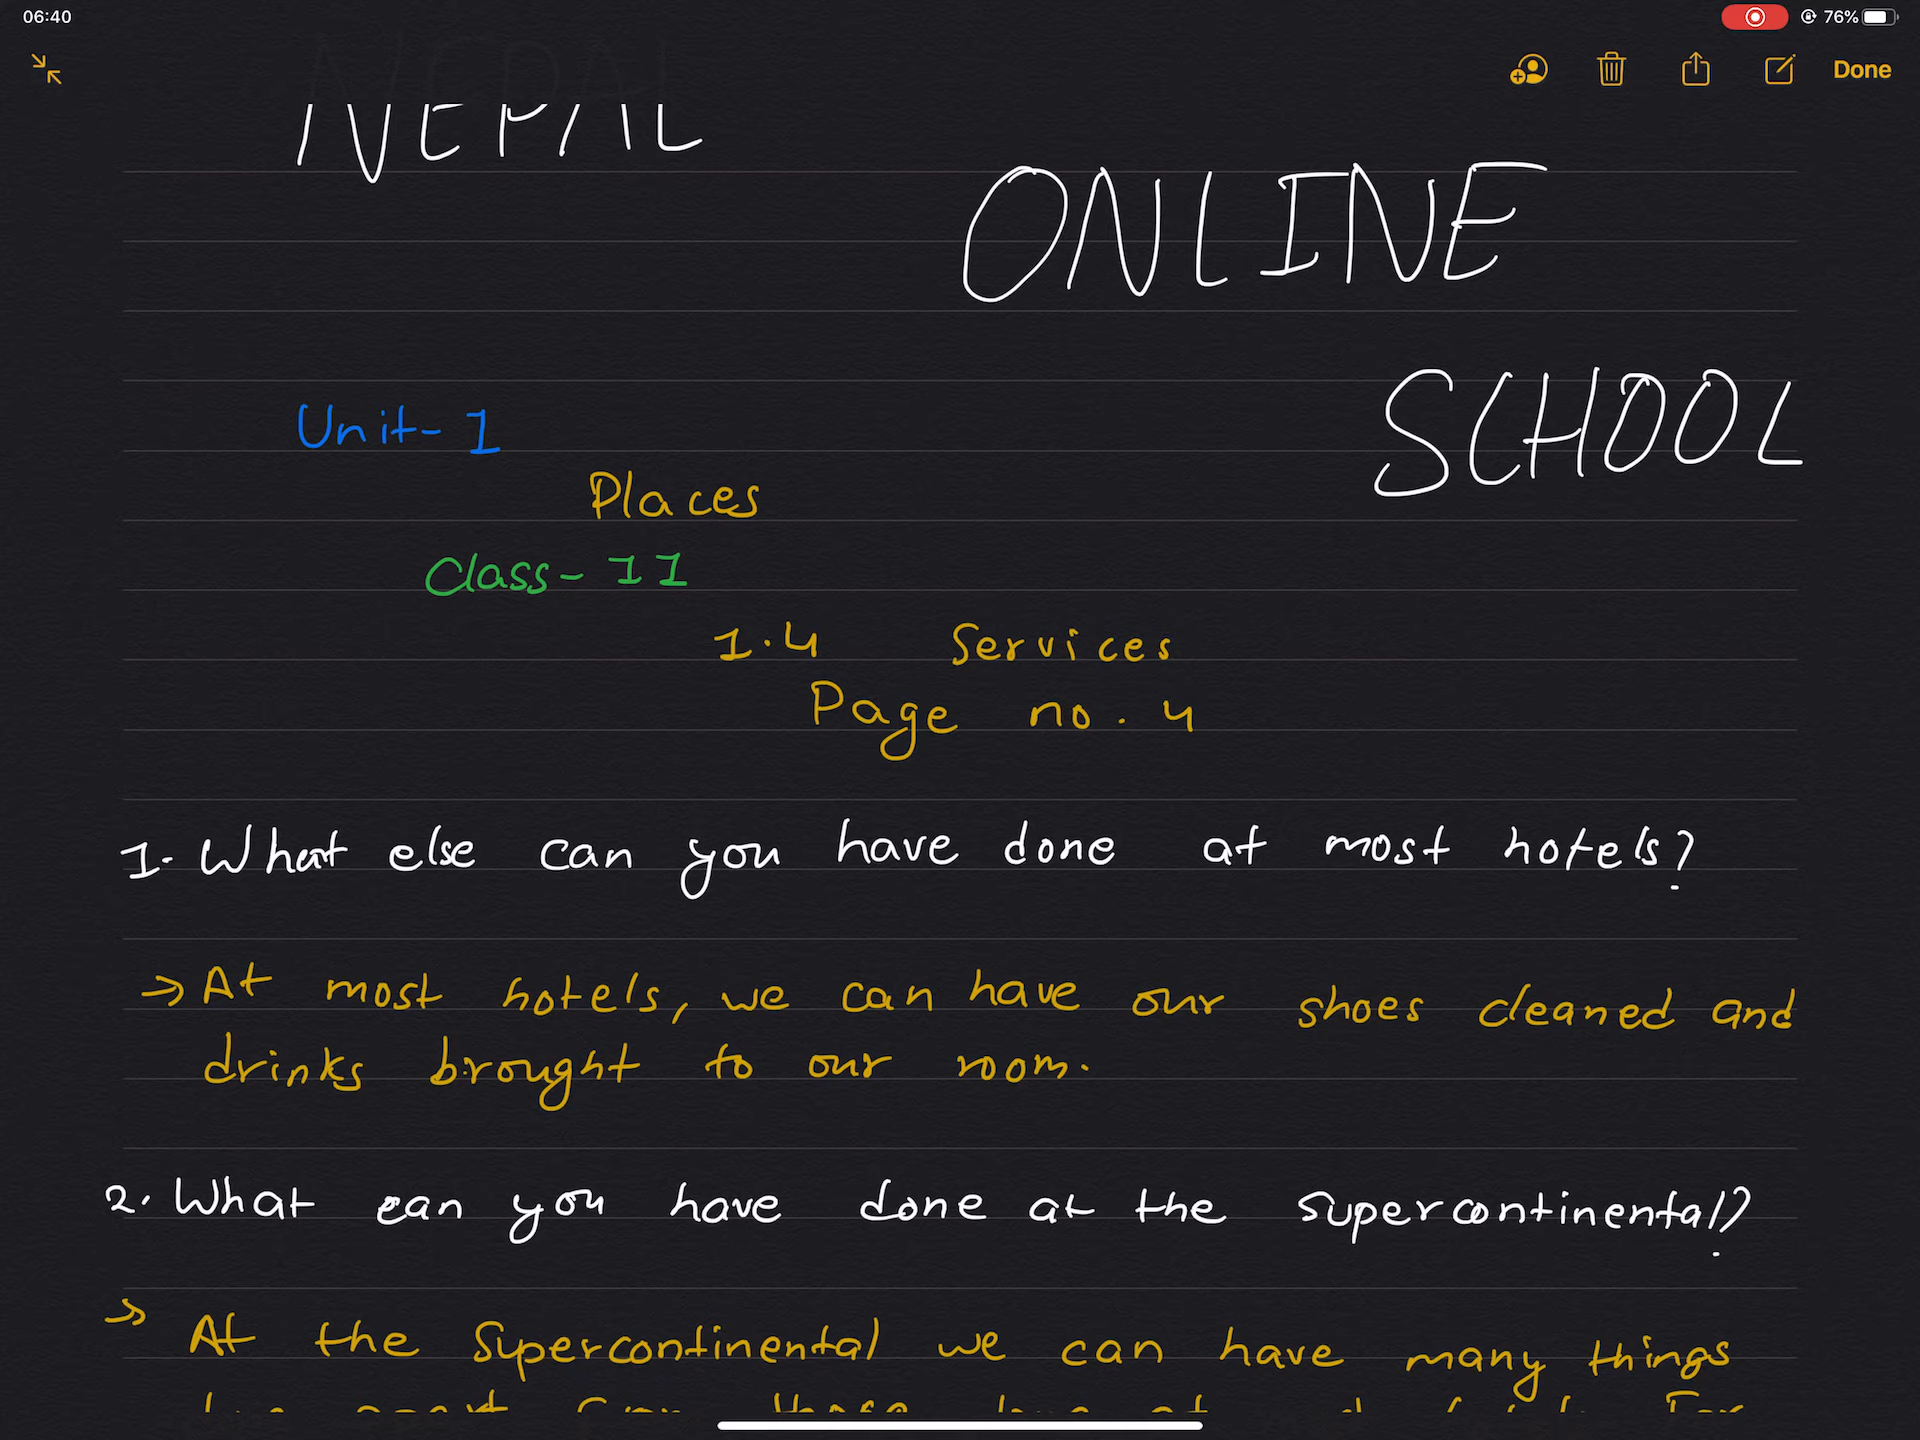 06:40
76%
Done
NEPAL
ONLINE
SCHOOL
Unit-1
Places
Class-11
1.4 Services
Page no. 4
1. What else can you have done at most hotels?
→ At most hotels, we can have our shoes cleaned and
drinks brought to our room.
2. What can you have done at the supercontinental?
→ At the Supercontinental we can have many things